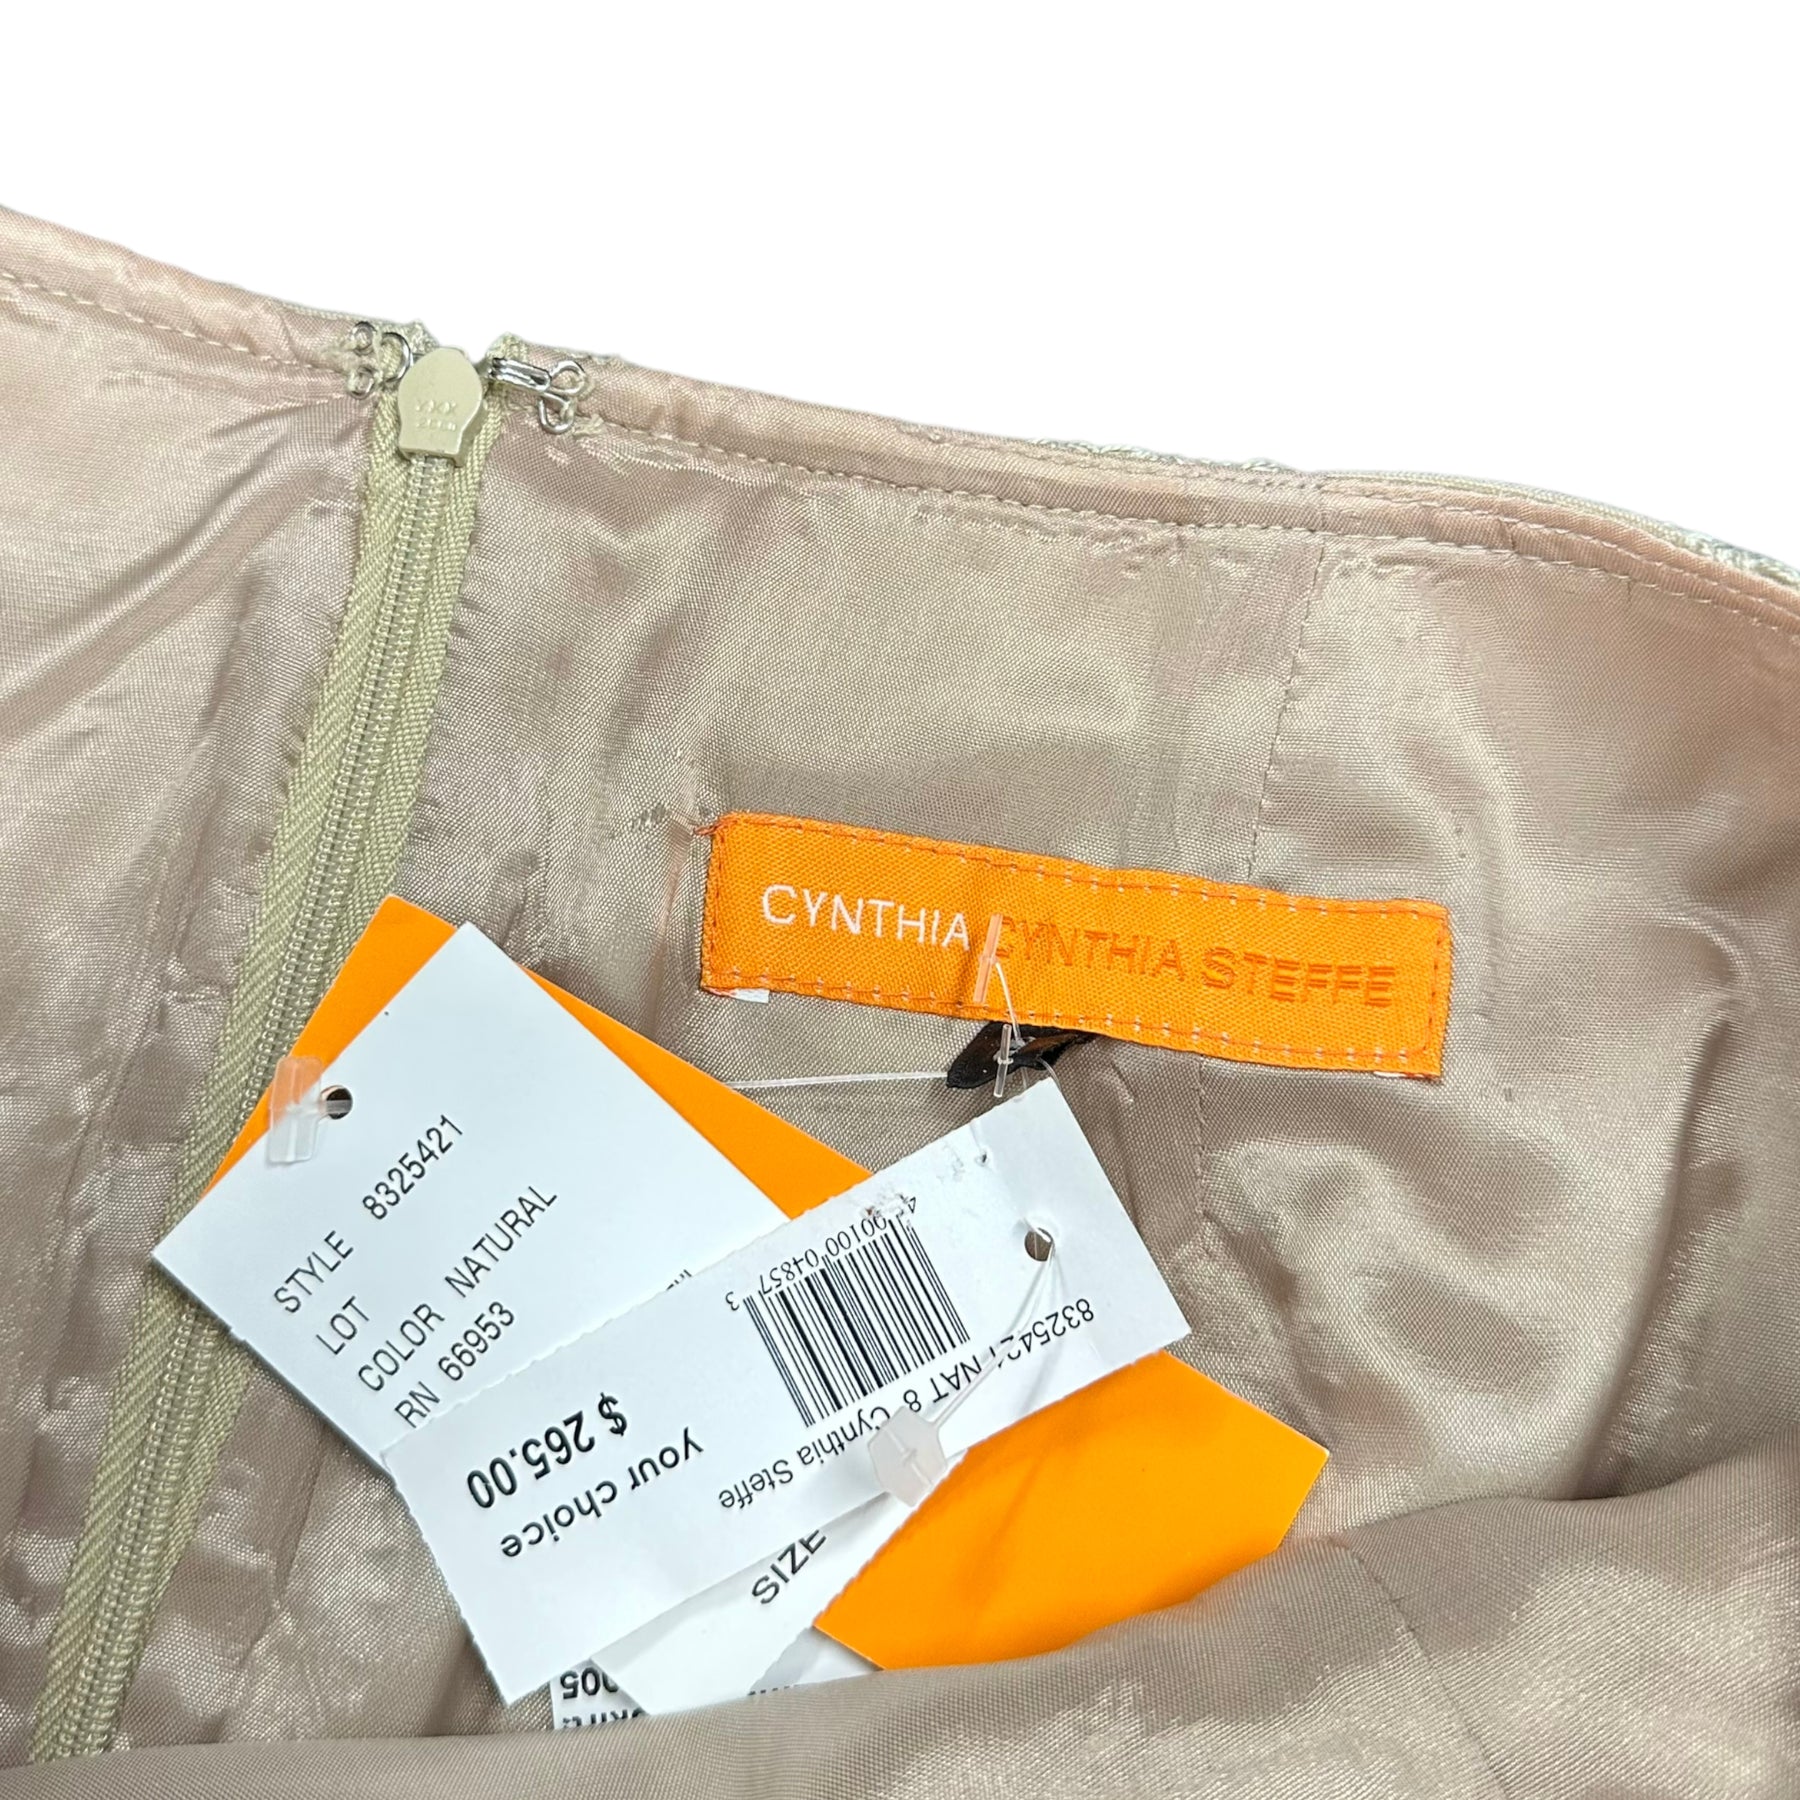 CYNTHIA CYNTHIA STEFFE
STYLE 8325421
LOT
COLOR NATURAL
RN 66953
8325421 NAT 8 Cynthia Steffe
your choice
$ 265.00
SIZE